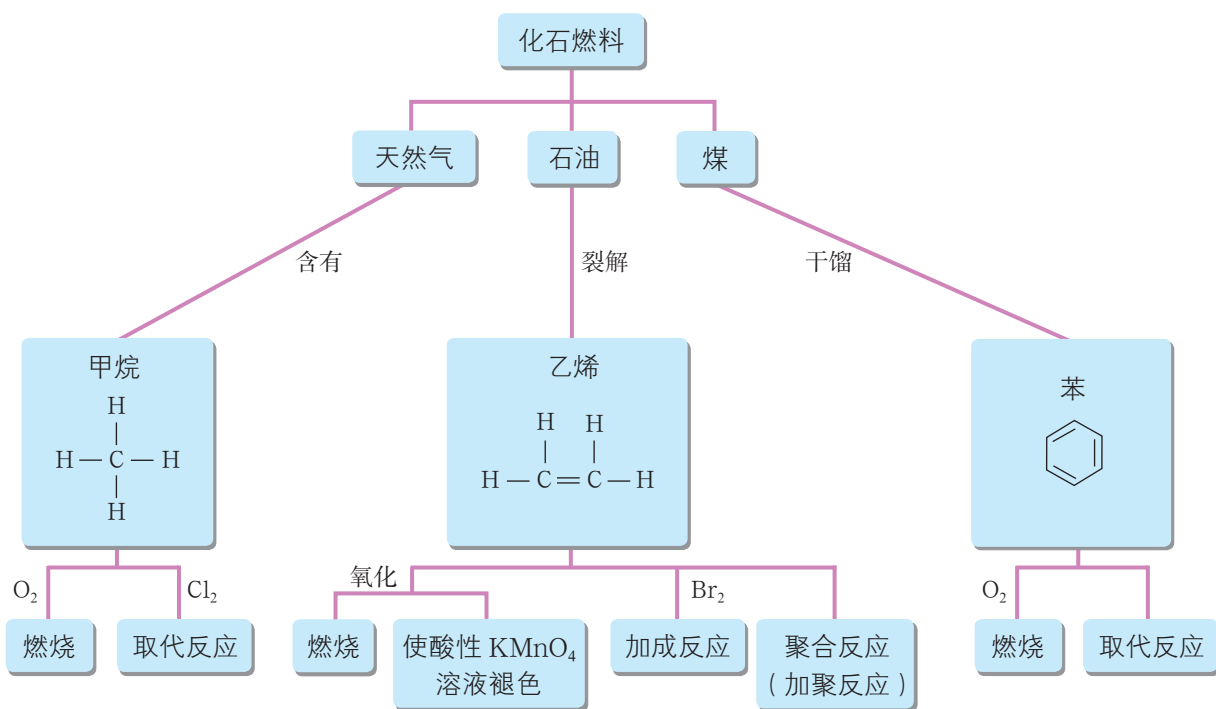 化石燃料
天然气
石油
煤
含有
裂解
干馏
甲烷
H
H — C — H
H
乙烯
H H
H — C = C — H
苯
O₂
Cl₂
氧化
Br₂
O₂
燃烧
取代反应
燃烧
使酸性 KMnO₄
溶液褪色
加成反应
聚合反应
（加聚反应）
燃烧
取代反应